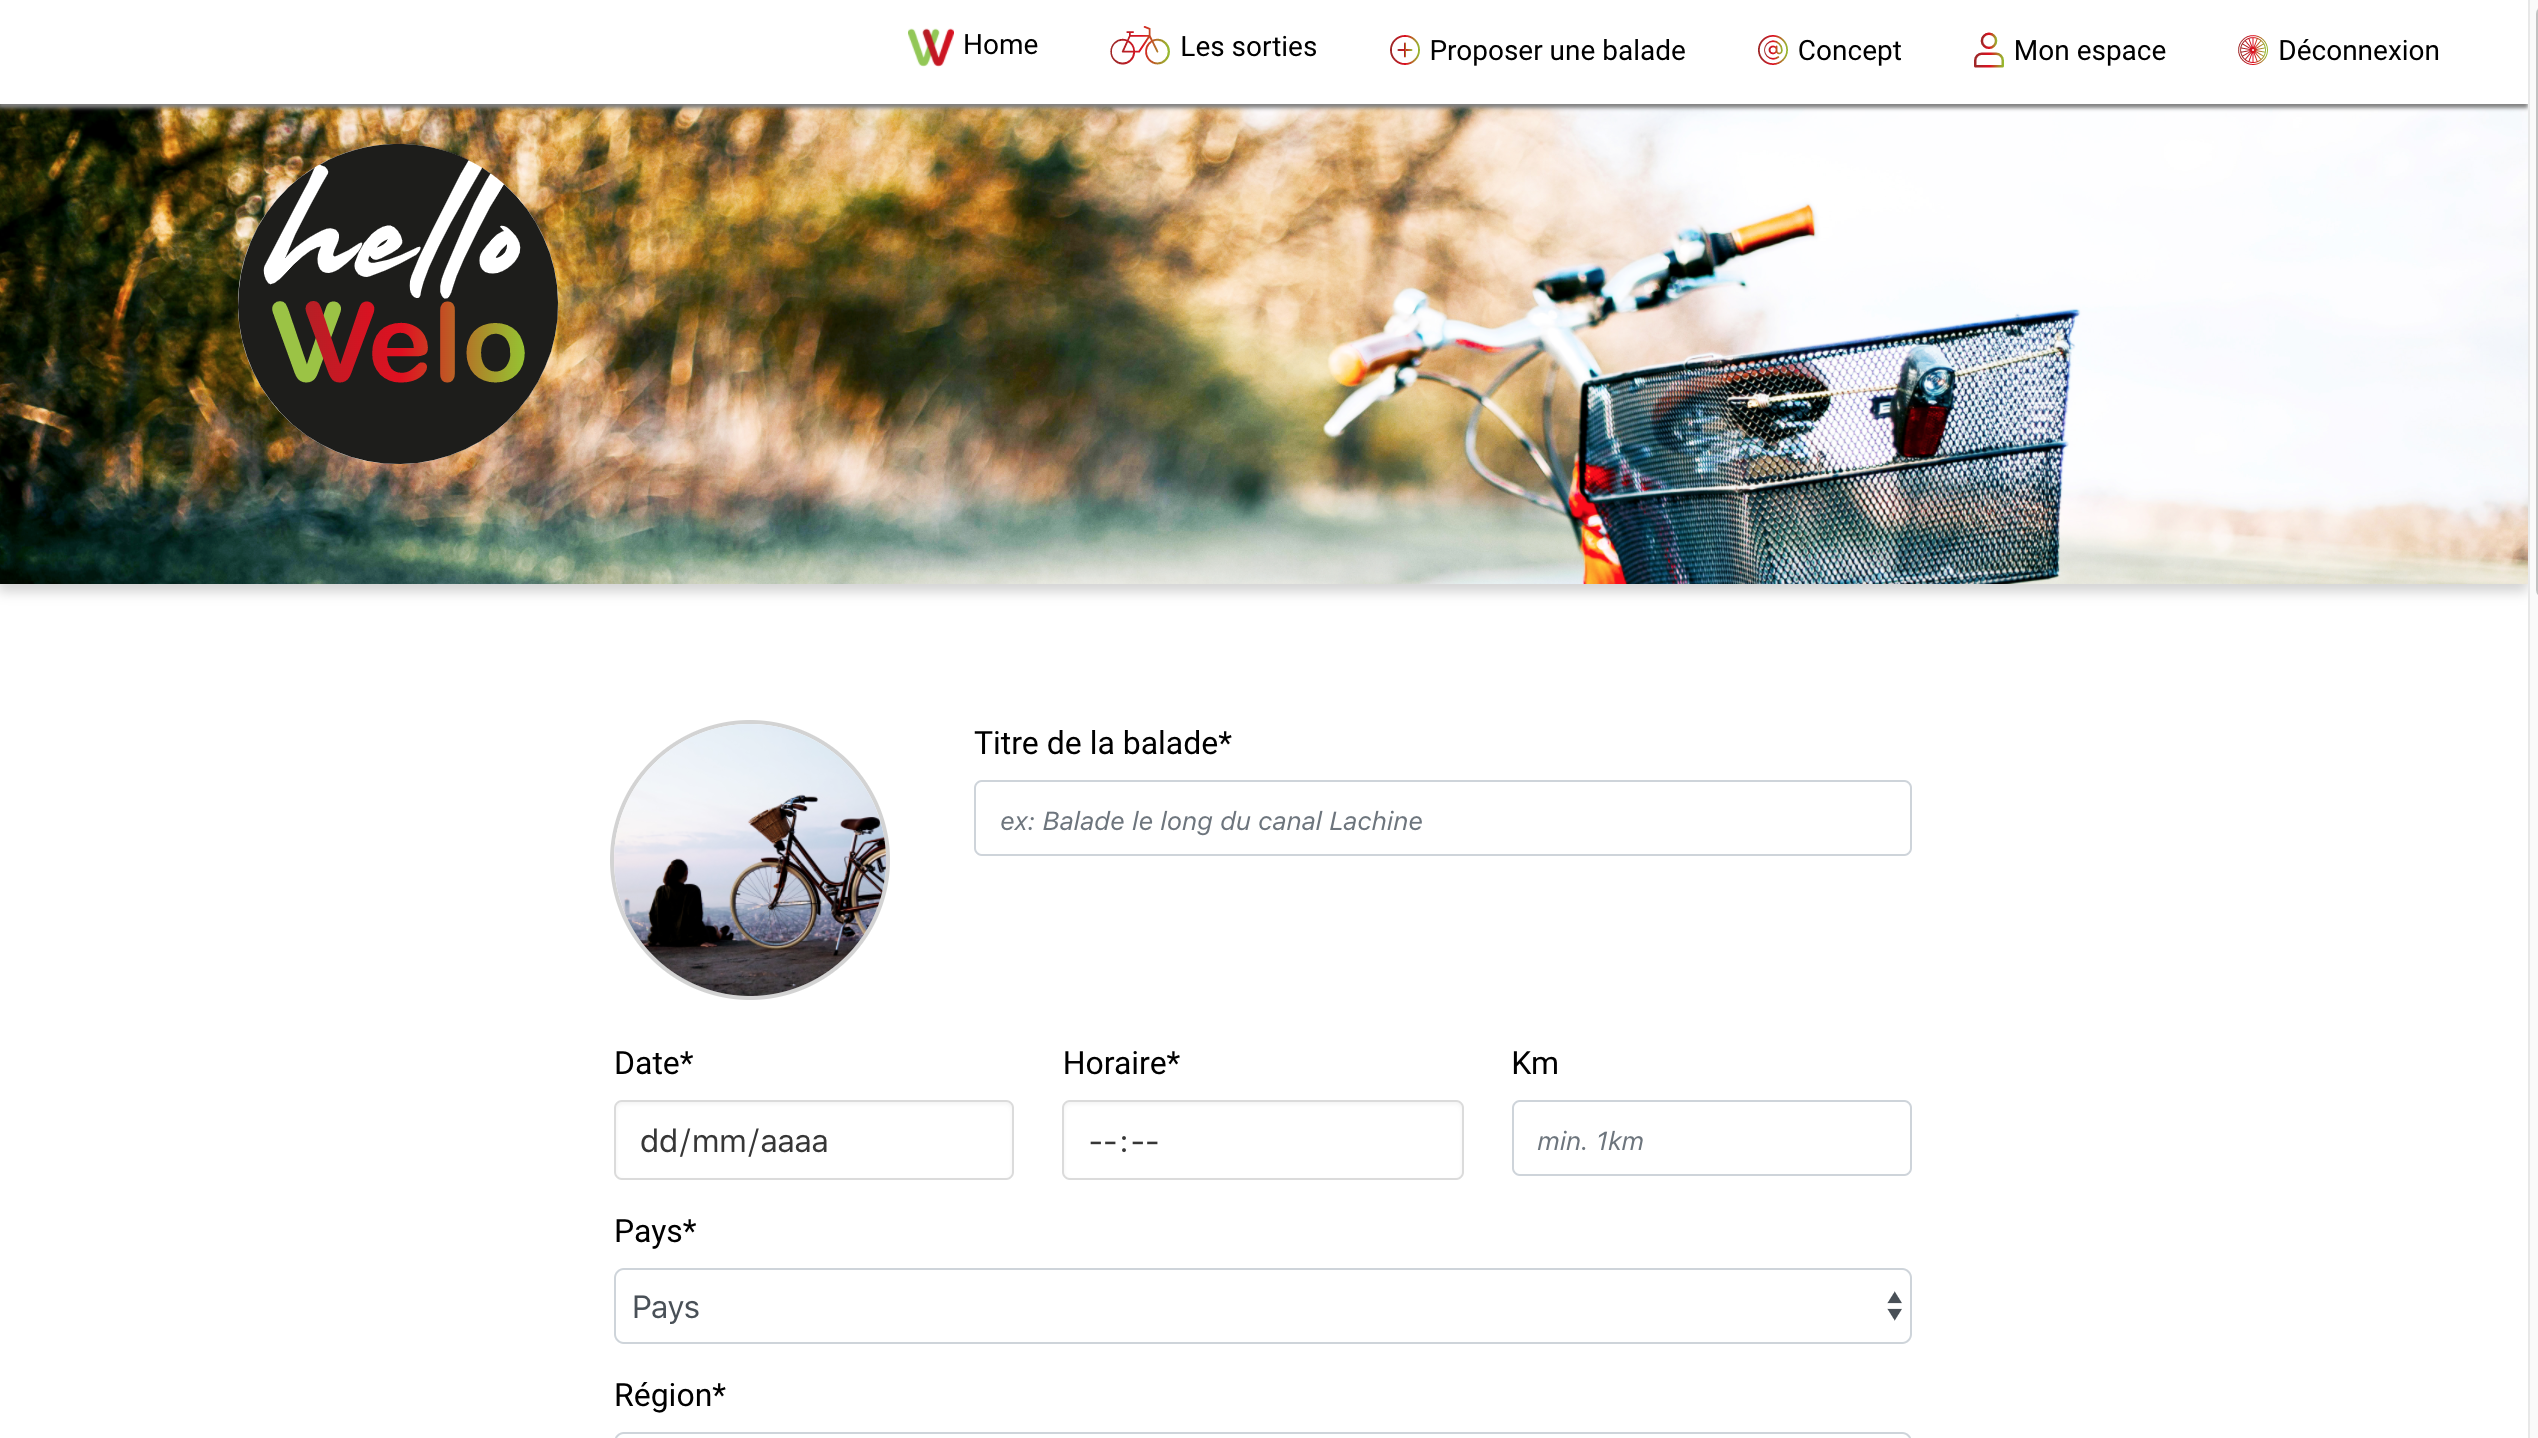 Home
Les sorties
Proposer une balade
Concept
Mon espace
Déconnexion
hello
Welo
Titre de la balade*
ex: Balade le long du canal Lachine
Date*
Horaire*
Km
dd/mm/aaaa
--:--
min. 1km
Pays*
Pays
Région*